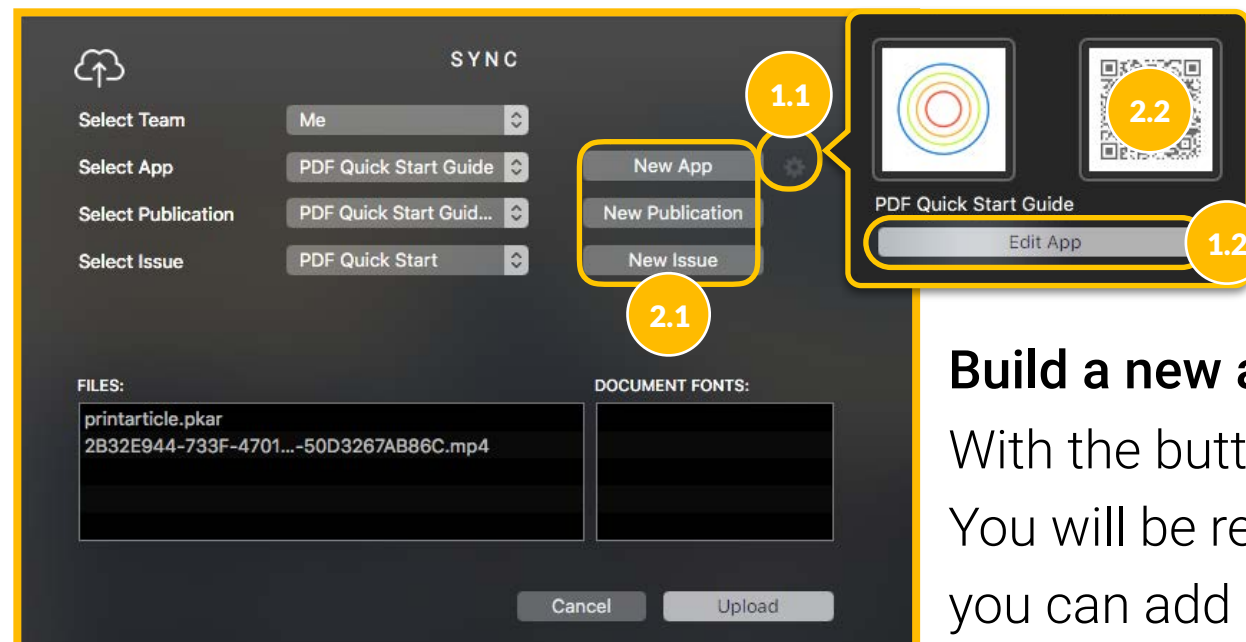 SYNC
1.1
2.2
Select Team Me
Select App PDF Quick Start Guide New App
Select Publication PDF Quick Start Guid... New Publication
Select Issue PDF Quick Start New Issue
2.1
PDF Quick Start Guide
Edit App
1.2
FILES:
printarticle.pkar
2B32E944-733F-4701...-50D3267AB86C.mp4
DOCUMENT FONTS:
Cancel Upload
Build a new a
With the butt
You will be re
you can add